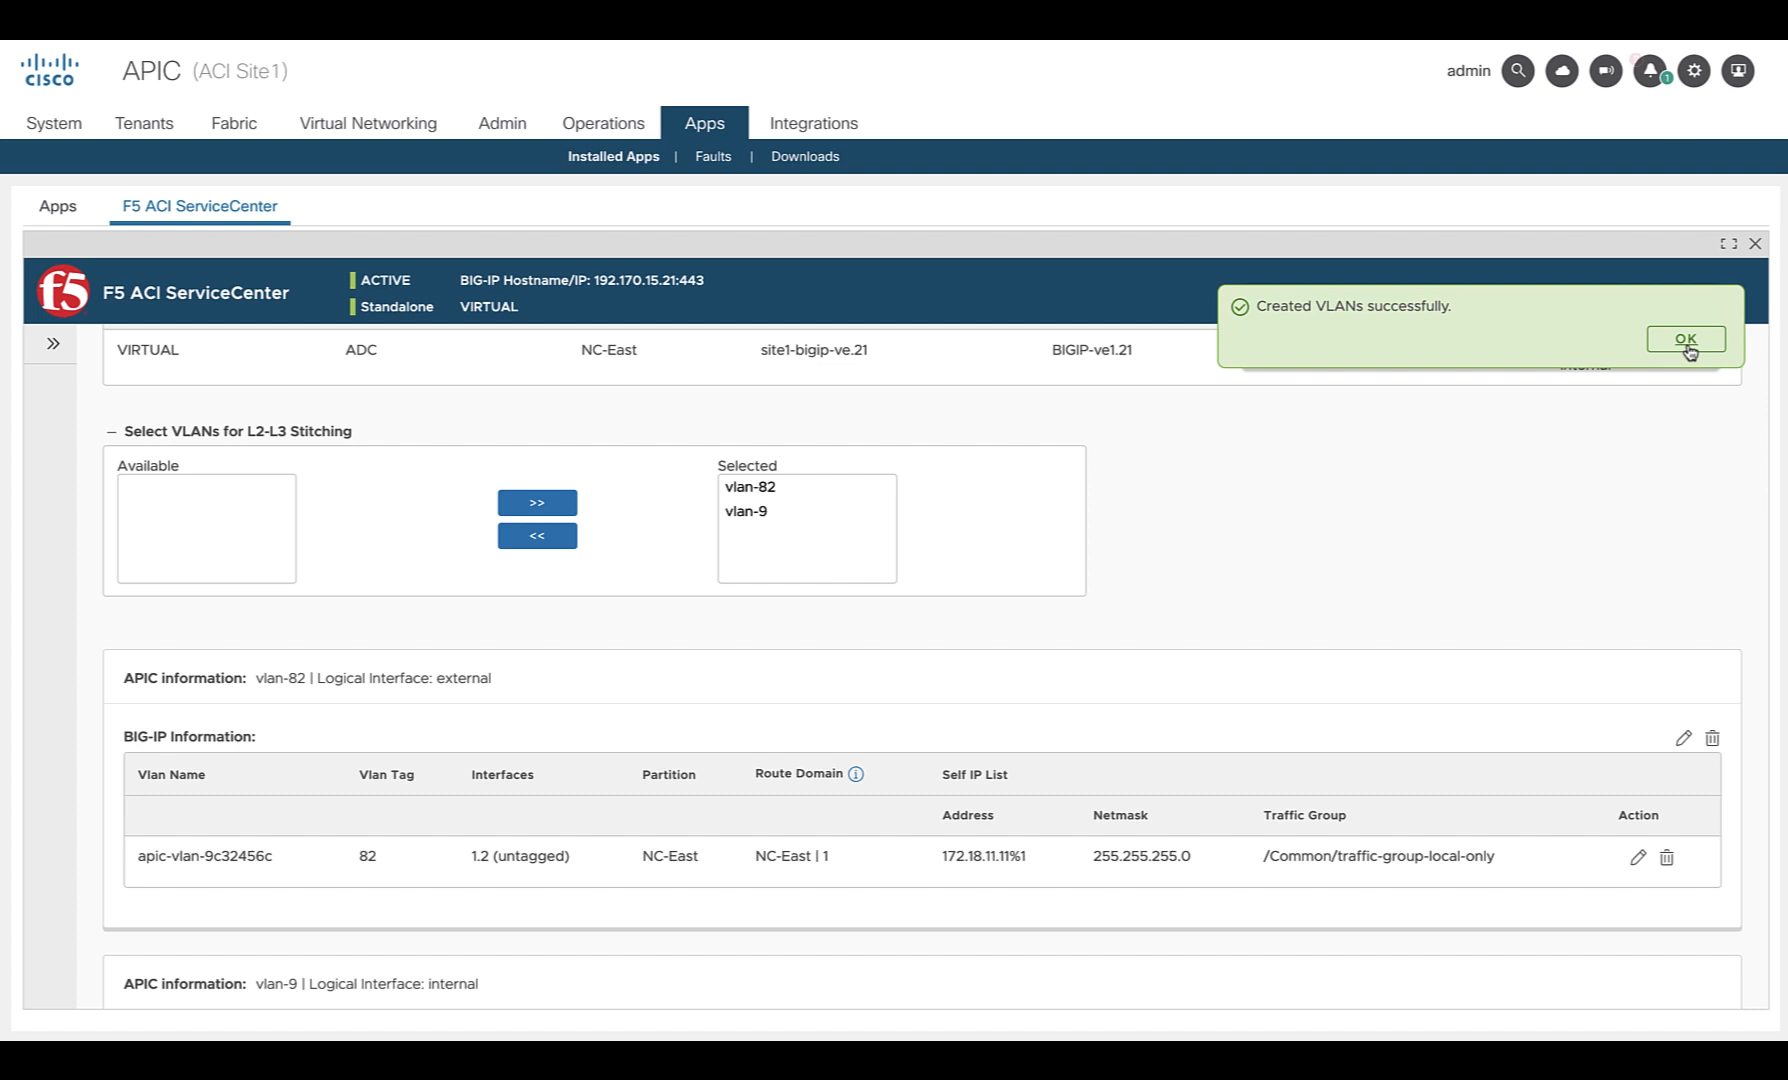 CISCO
APIC (ACI Site1)
admin
1
System Tenants Fabric Virtual Networking Admin Operations Apps Integrations
Installed Apps | Faults | Downloads
Apps F5 ACI ServiceCenter
f5
F5 ACI ServiceCenter
ACTIVE BIG-IP Hostname/IP: 192.170.15.21:443
Standalone VIRTUAL
Created VLANs successfully.
OK
VIRTUAL ADC NC-East site1-bigip-ve.21 BIGIP-ve1.21
— Select VLANs for L2-L3 Stitching
Available Selected
vlan-82
vlan-9
>>
<<
APIC information: vlan-82 | Logical Interface: external
BIG-IP Information:
Vlan Name Vlan Tag Interfaces Partition Route Domain Self IP List
Address Netmask Traffic Group Action
apic-vlan-9c32456c 82 1.2 (untagged) NC-East NC-East | 1 172.18.11.11%1 255.255.255.0 /Common/traffic-group-local-only
APIC information: vlan-9 | Logical Interface: internal